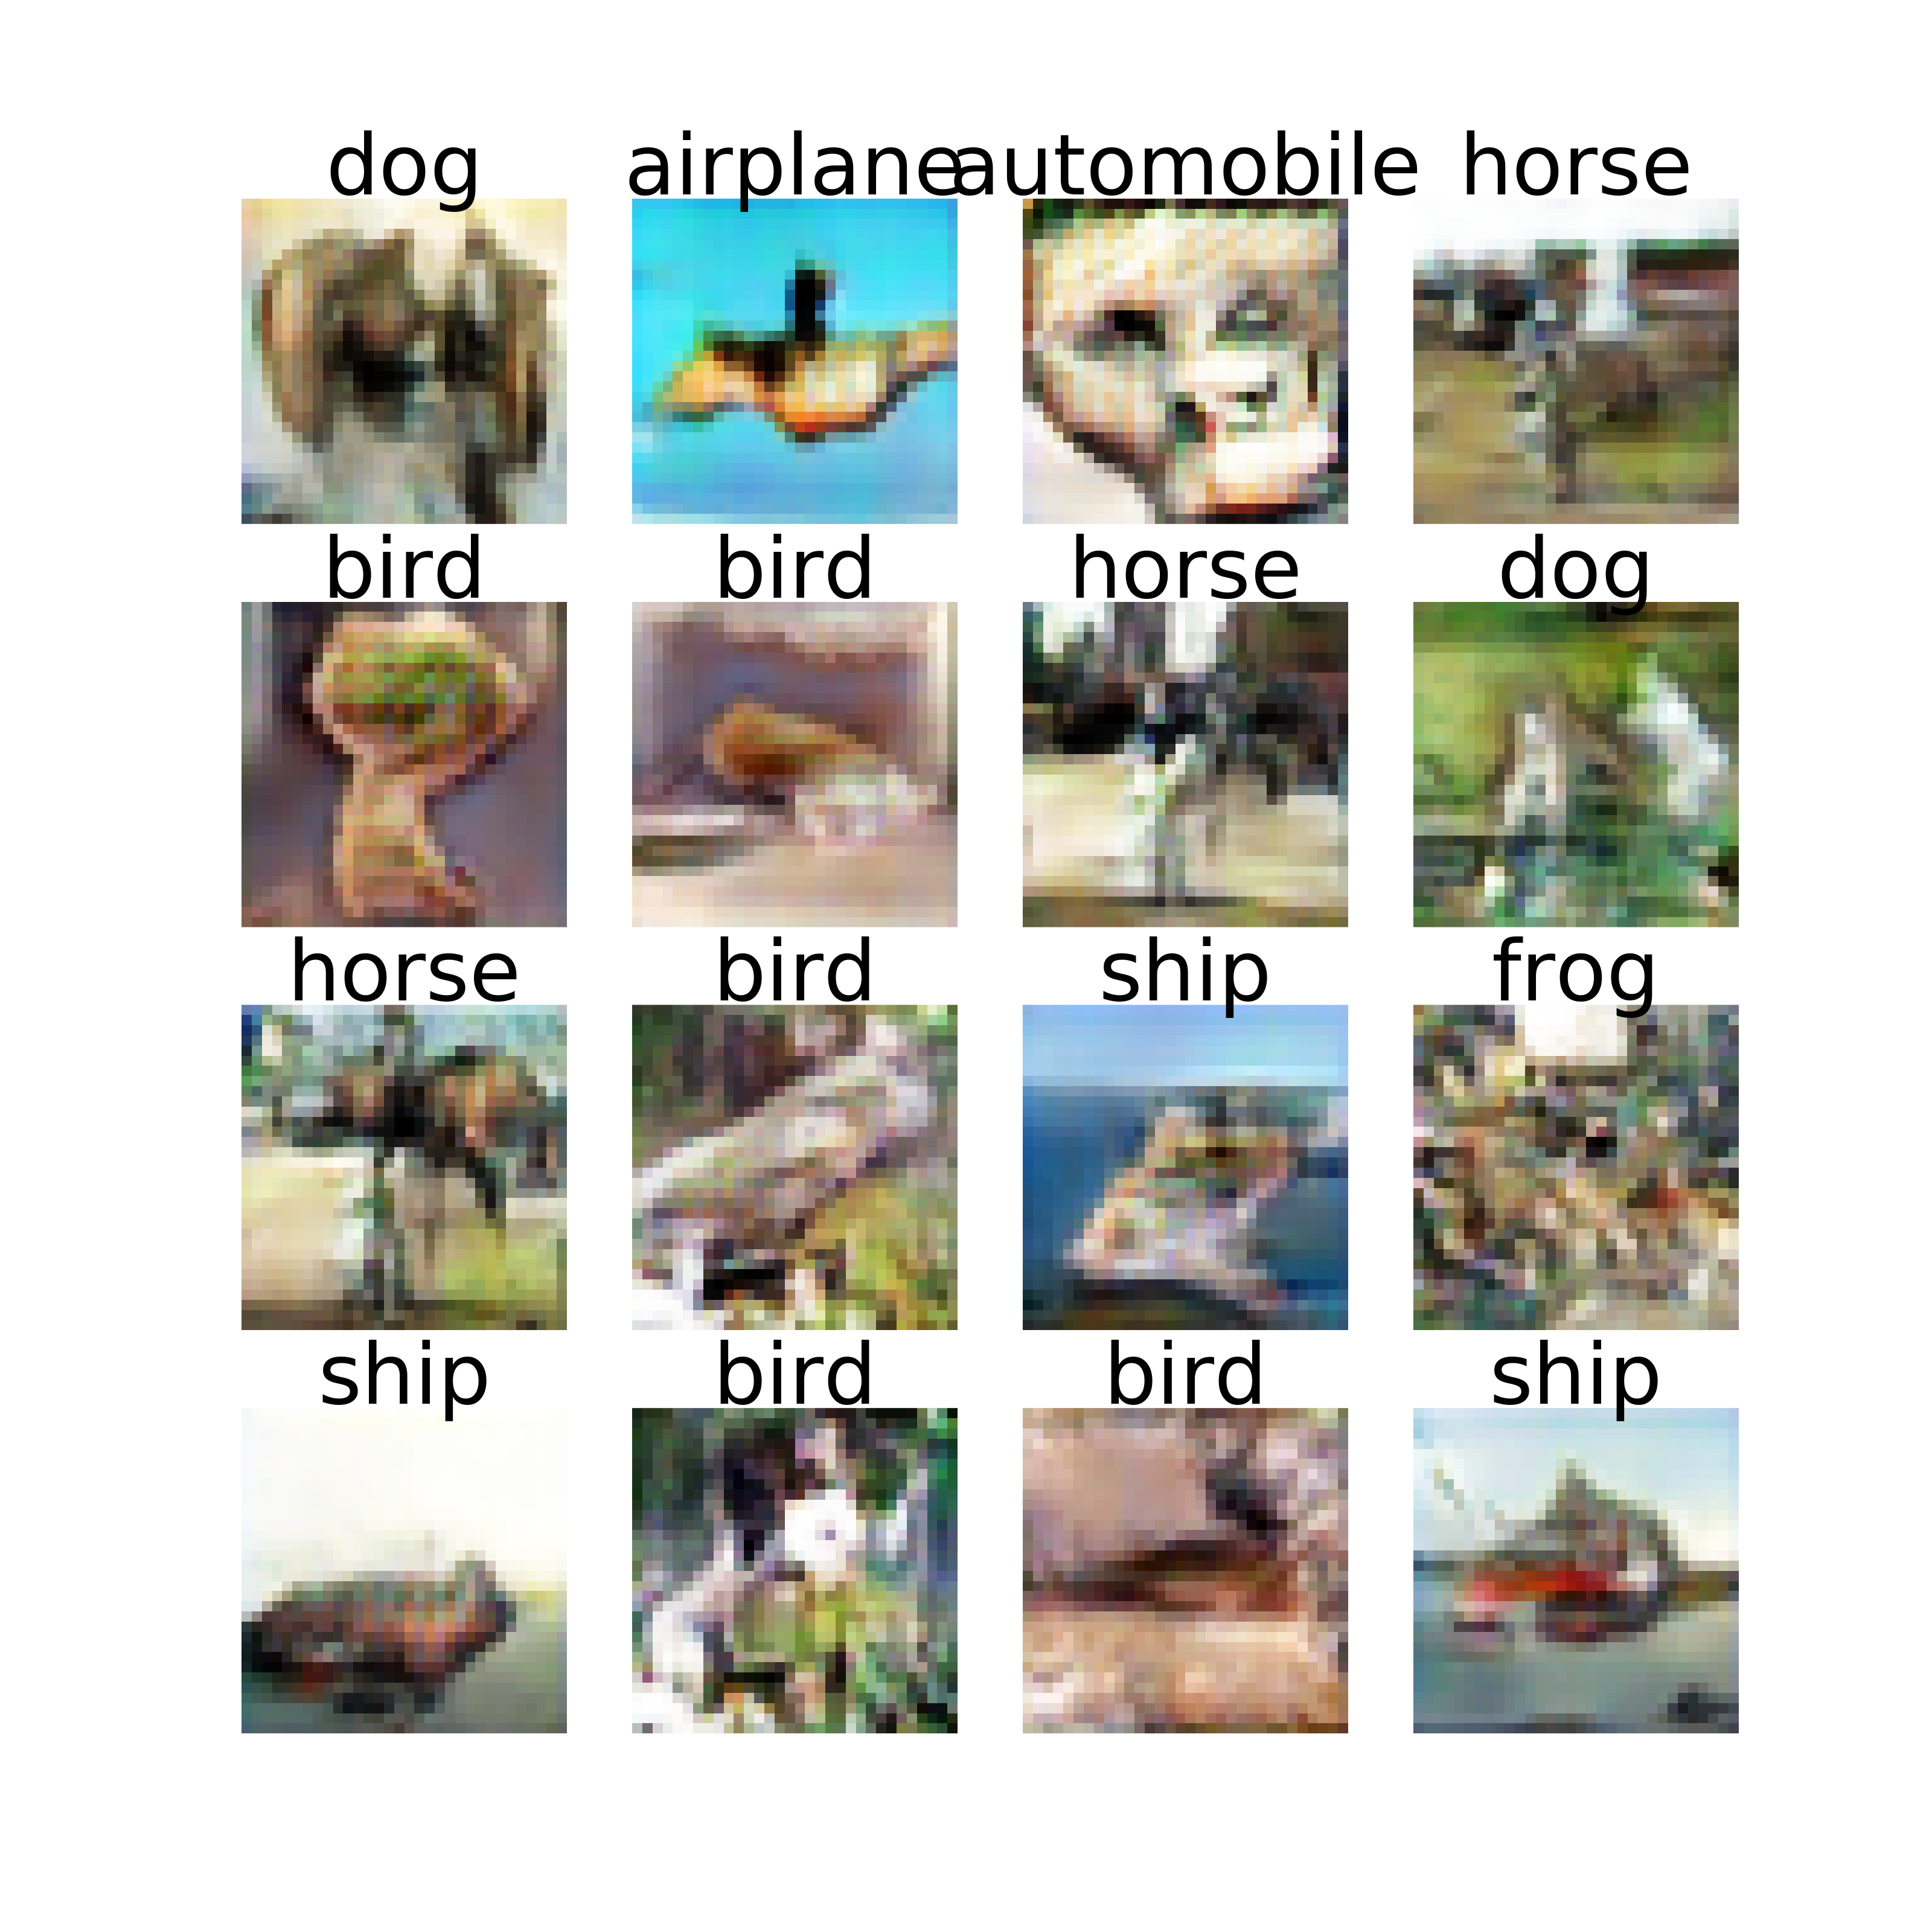 dog airplane automobile horse
bird bird horse dog
horse bird ship frog
ship bird bird ship